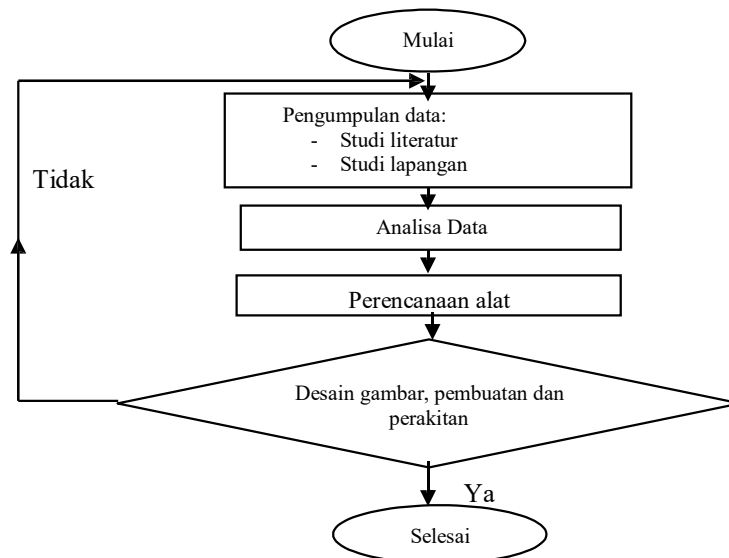 Mulai
Pengumpulan data:
- Studi literatur
- Studi lapangan
Tidak
Analisa Data
Perencanaan alat
Desain gambar, pembuatan dan
perakitan
Ya
Selesai